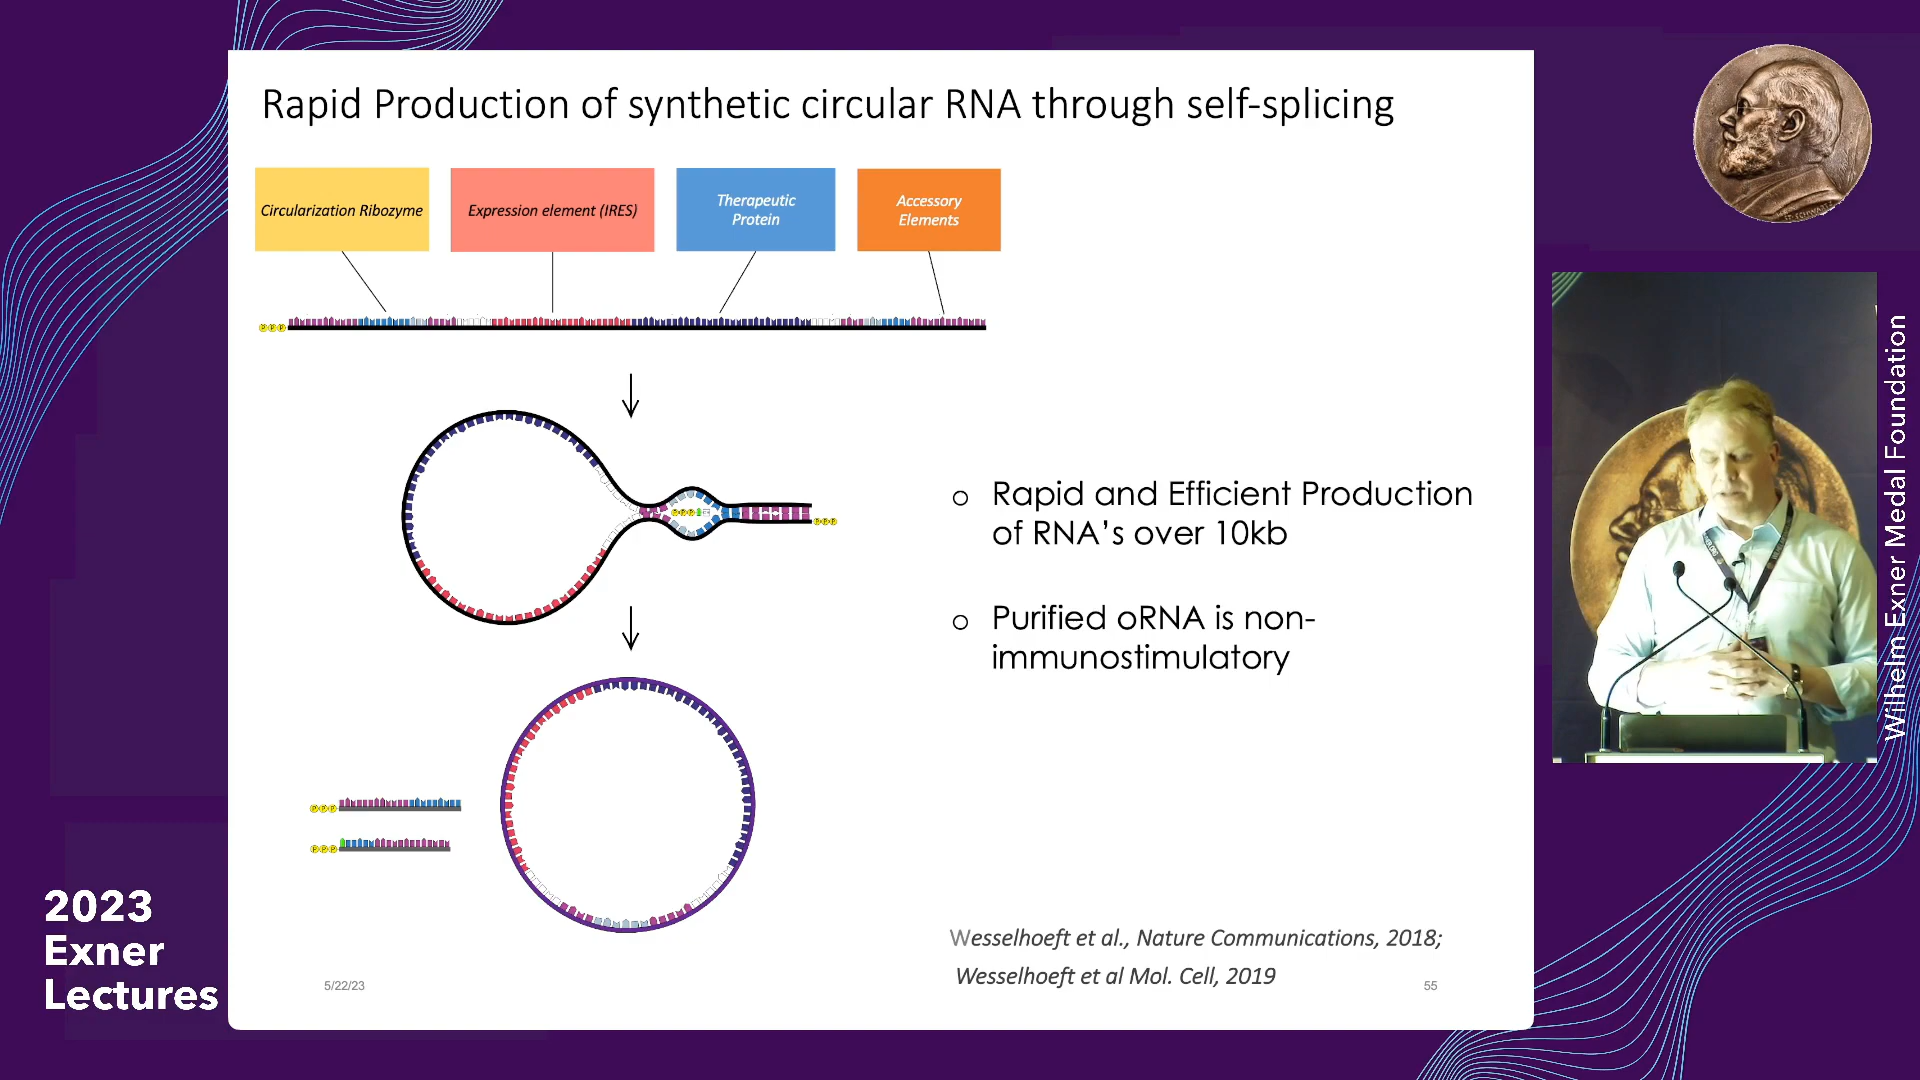 Rapid Production of synthetic circular RNA through self-splicing
Circularization Ribozyme
Expression element (IRES)
Therapeutic
Protein
Accessory
Elements
P P P
P P P
P P P
○ Rapid and Efficient Production
of RNA’s over 10kb
○ Purified oRNA is non-
immunostimulatory
P P P
P P P
Wesselhoeft et al., Nature Communications, 2018;
Wesselhoeft et al Mol. Cell, 2019
5/22/23
55
2023
Exner
Lectures
Wilhelm Exner Medal Foundation